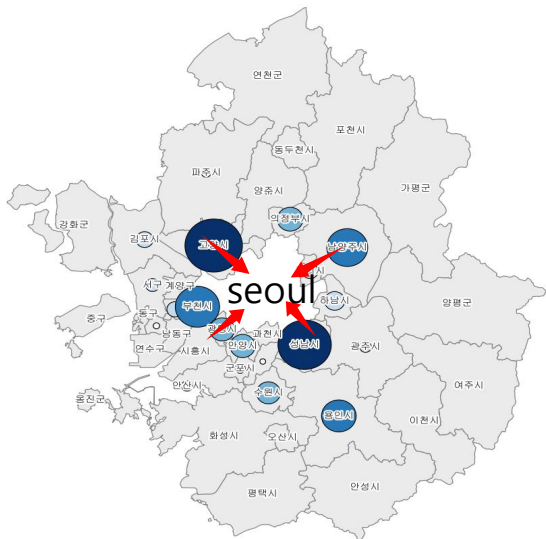 연천군
포천시
동두천시
파주시
양주시
가평군
의정부시
강화군
김포시
고양시
남양주시
서구
계양구
seoul
하남시
양평군
중구
동구
부천시
남동구
과천시
연수구
시흥시
안양시
성남시
광주시
군포시
안산시
여주시
옹진군
수원시
용인시
이천시
화성시
오산시
평택시
안성시